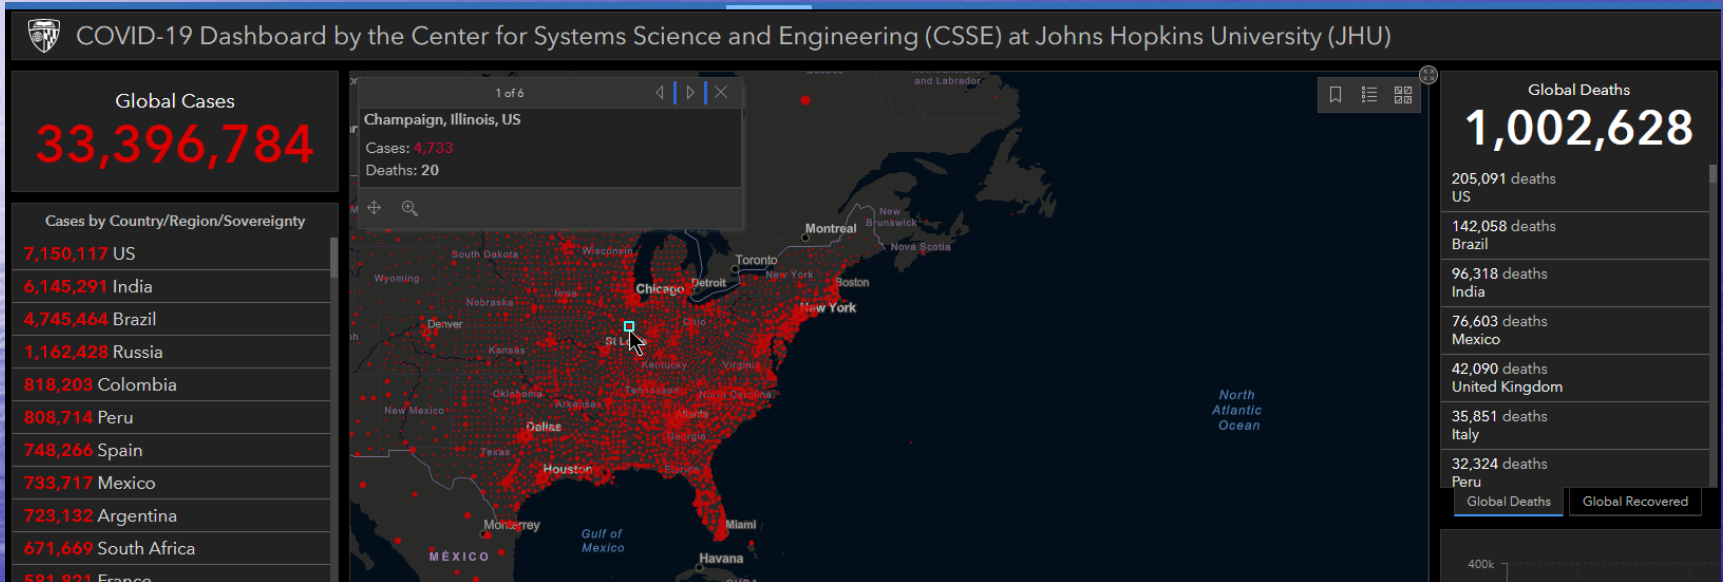 COVID-19 Dashboard by the Center for Systems Science and Engineering (CSSE) at Johns Hopkins University (JHU)
Global Cases
33,396,784
Cases by Country/Region/Sovereignty
7,150,117 US
6,145,291 India
4,745,464 Brazil
1,162,428 Russia
818,203 Colombia
808,714 Peru
748,266 Spain
733,717 Mexico
723,132 Argentina
671,669 South Africa
581,821 France
1 of 6
Champaign, Illinois, US
Cases: 4,733
Deaths: 20
and Labrador
Montreal
New
Brunswick
Nova Scotia
Toronto
South Dakota
Wisconsin
Wyoming
New York
Detroit
Boston
Chicago
Iowa
Nebraska
New York
Ohio
Denver
St Lo
Kansas
Kentucky
Virginia
Oklahoma
Tennessee
North Carolina
Arkansas
New Mexico
Atlanta
Dallas
Georgia
Texas
Houston
Florida
Monterrey
Gulf of
Mexico
Miami
MÉXICO
Havana
CUBA
North
Atlantic
Ocean
Global Deaths
1,002,628
205,091 deaths
US
142,058 deaths
Brazil
96,318 deaths
India
76,603 deaths
Mexico
42,090 deaths
United Kingdom
35,851 deaths
Italy
32,324 deaths
Peru
Global Deaths
Global Recovered
400k